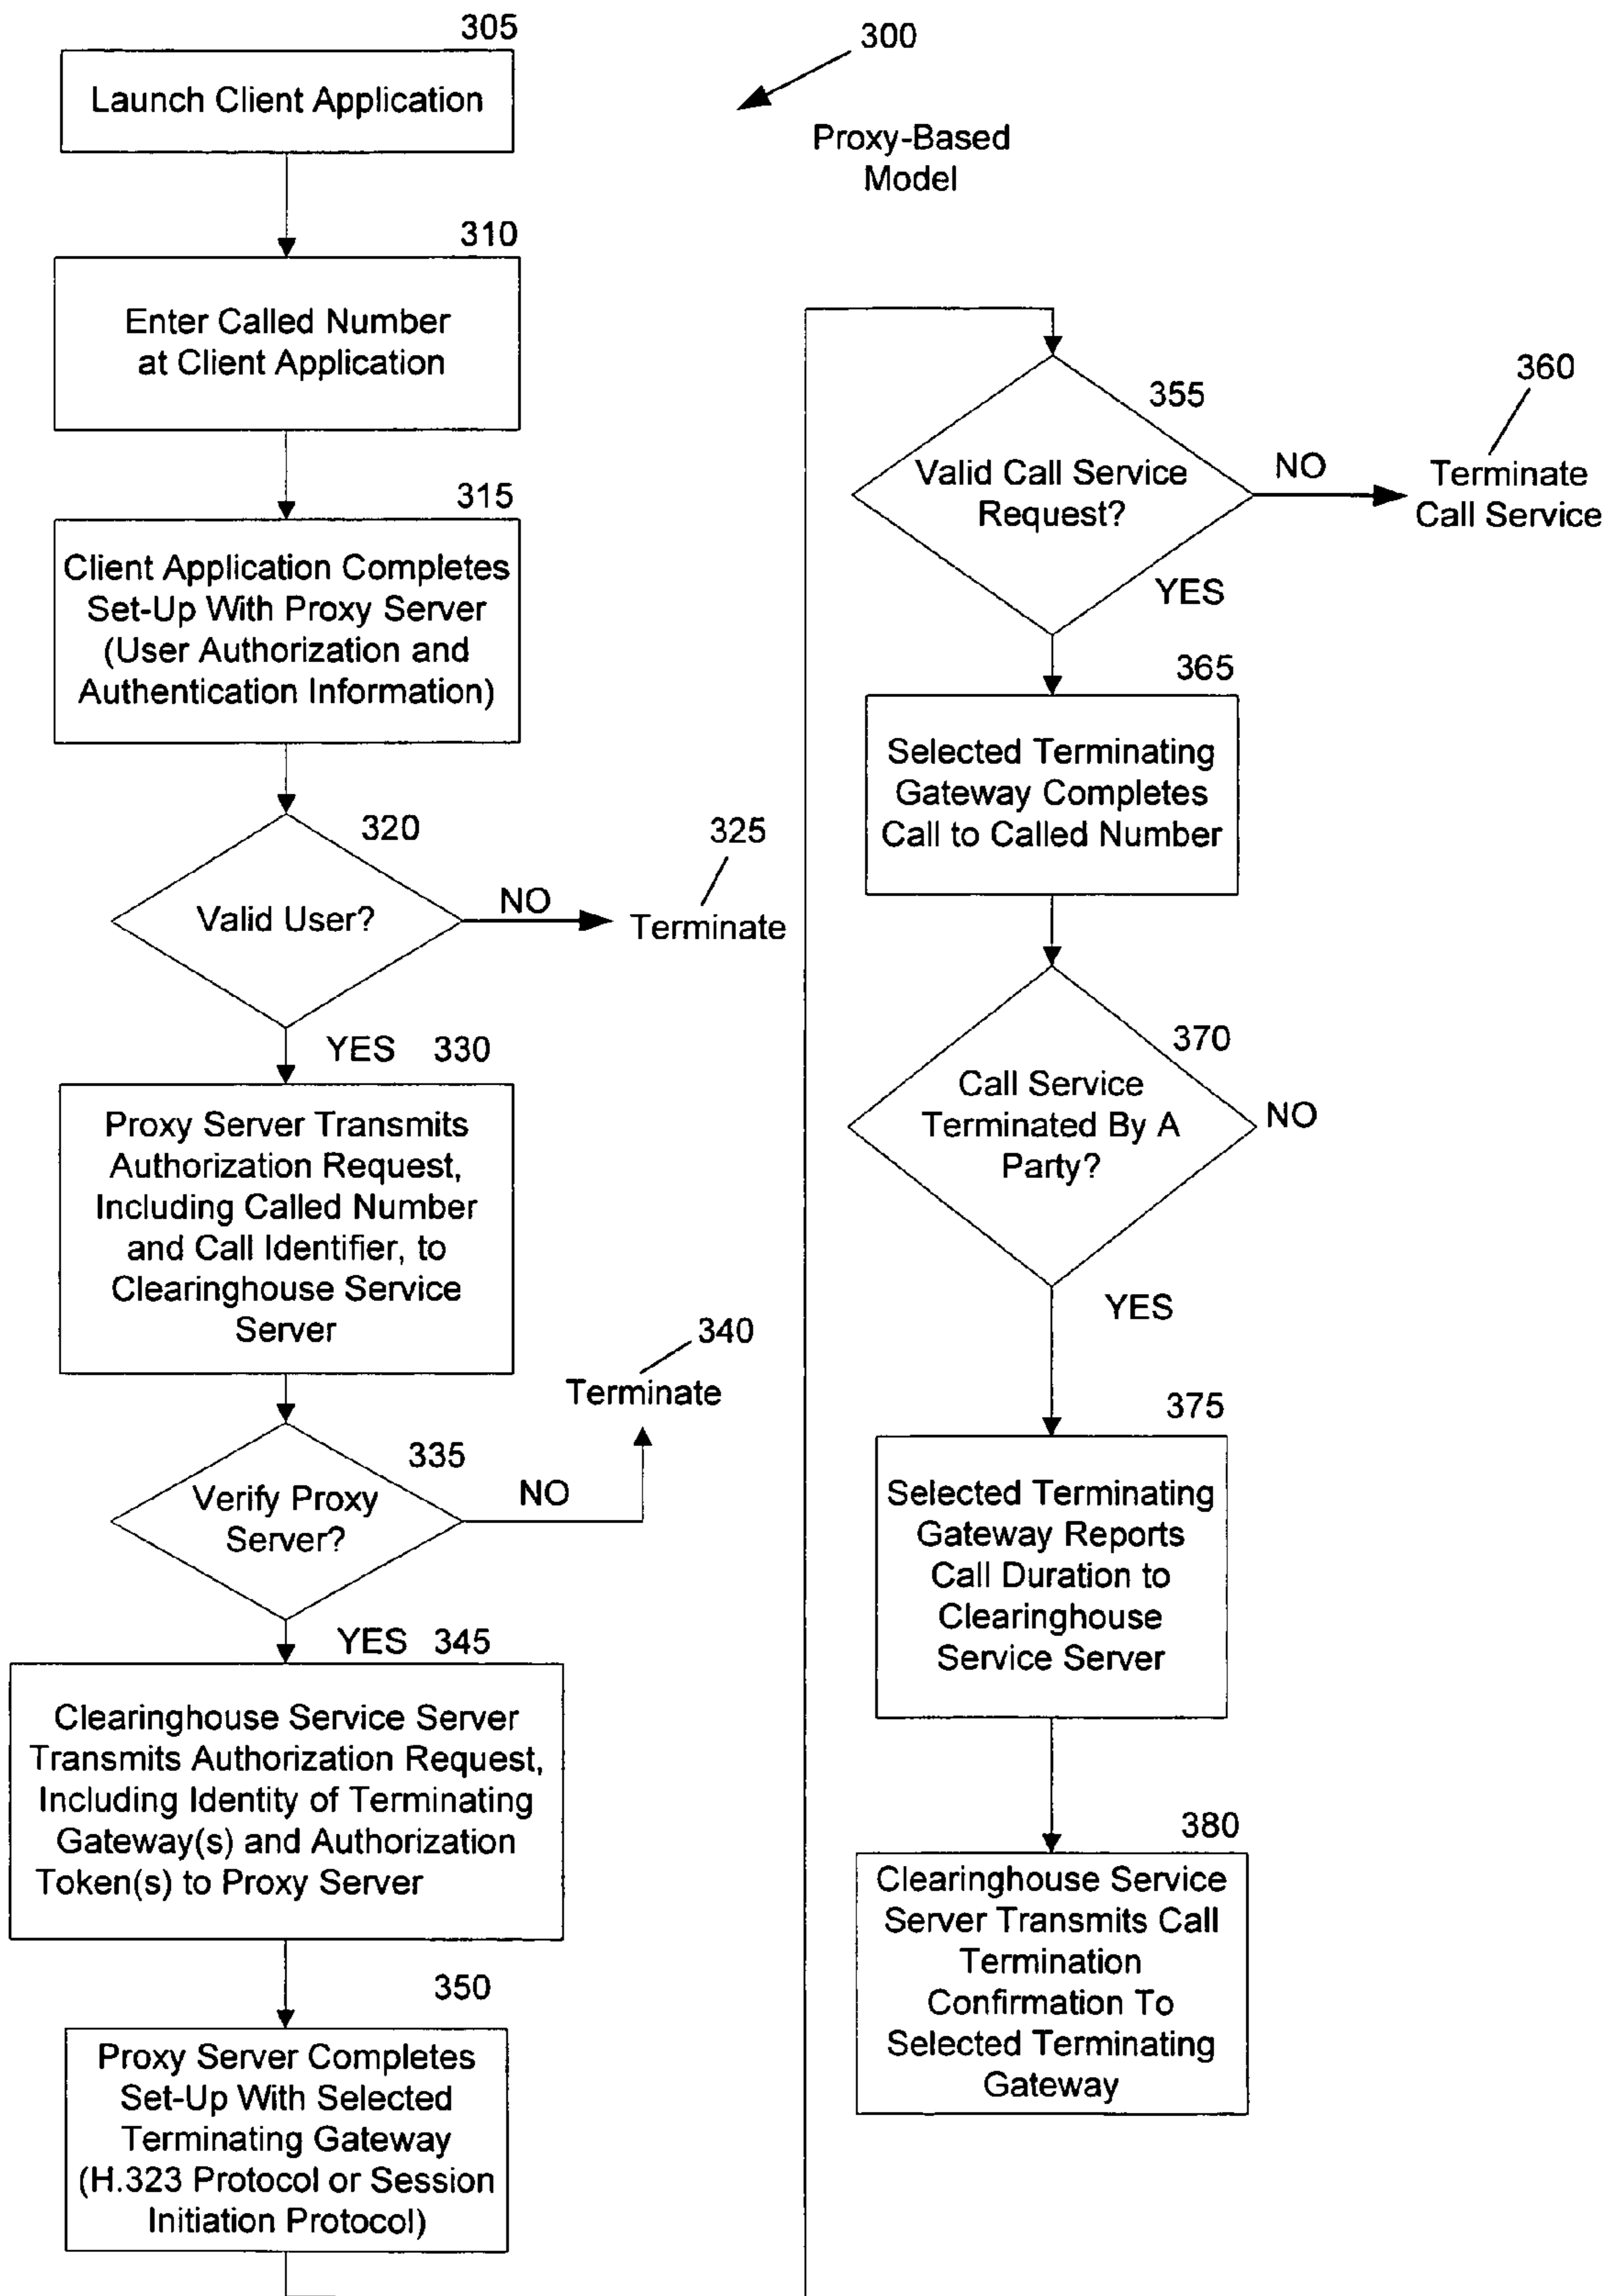 305
Launch Client Application
300
Proxy-Based
Model
310
Enter Called Number
at Client Application
315
Client Application Completes
Set-Up With Proxy Server
(User Authorization and
Authentication Information)
320
Valid User?
NO
325
Terminate
YES
330
Proxy Server Transmits
Authorization Request,
Including Called Number
and Call Identifier, to
Clearinghouse Service
Server
335
Verify Proxy
Server?
NO
340
Terminate
YES
345
Clearinghouse Service Server
Transmits Authorization Request,
Including Identity of Terminating
Gateway(s) and Authorization
Token(s) to Proxy Server
350
Proxy Server Completes
Set-Up With Selected
Terminating Gateway
(H.323 Protocol or Session
Initiation Protocol)
355
Valid Call Service
Request?
NO
360
Terminate
Call Service
YES
365
Selected Terminating
Gateway Completes
Call to Called Number
370
Call Service
Terminated By A
Party?
NO
YES
375
Selected Terminating
Gateway Reports
Call Duration to
Clearinghouse
Service Server
380
Clearinghouse Service
Server Transmits Call
Termination
Confirmation To
Selected Terminating
Gateway